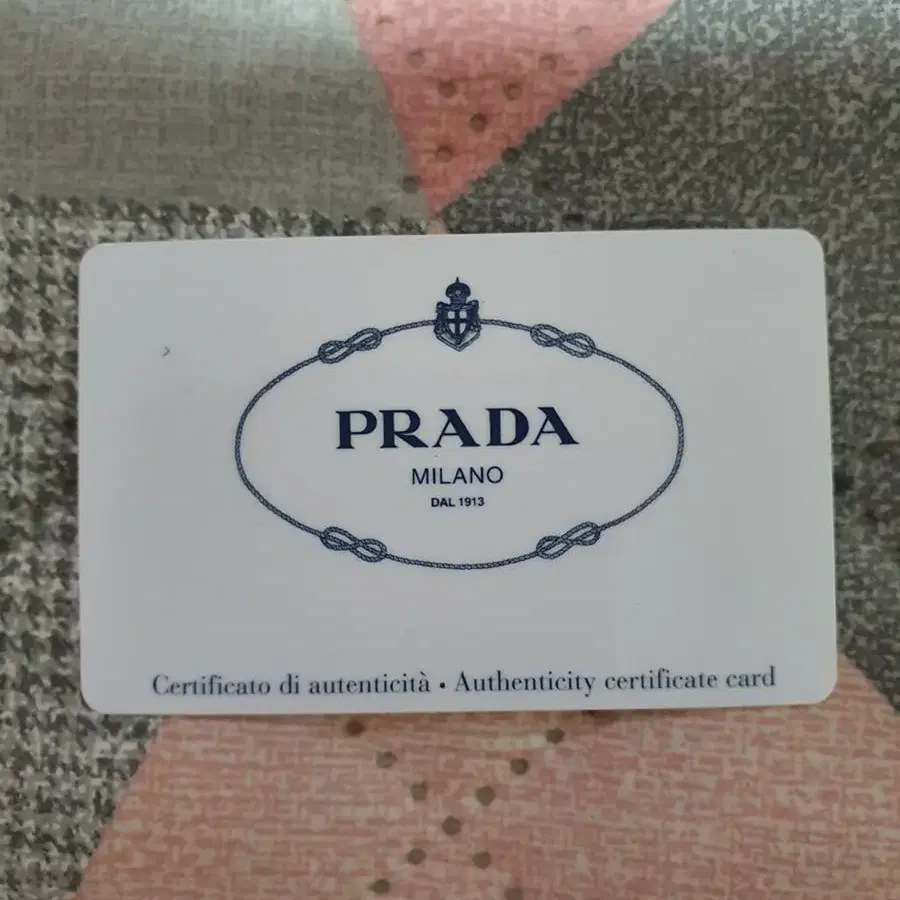 PRADA
MILANO
DAL 1913
Certificato di autenticità • Authenticity certificate card